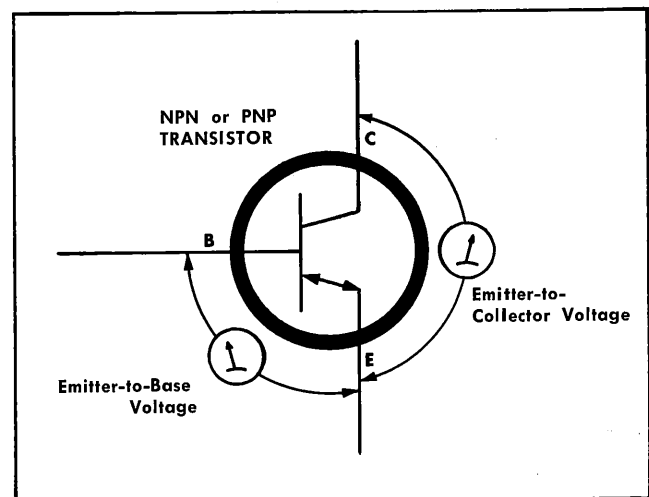 NPN or PNP
TRANSISTOR
C
B
Emitter-to-
Collector Voltage
E
Emitter-to-Base
Voltage